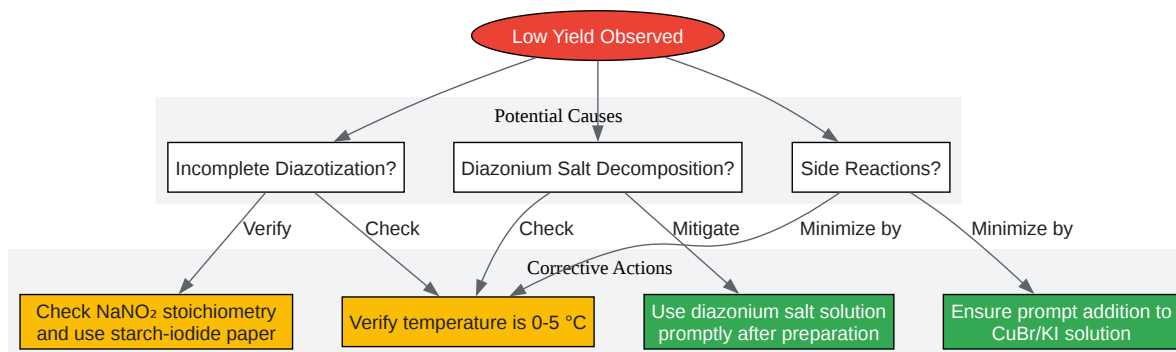 Low Yield Observed
Potential Causes
Incomplete Diazotization?
Diazonium Salt Decomposition?
Side Reactions?
Verify
Check
Check
Mitigate
Minimize by
Minimize by
Corrective Actions
Check NaNO₂ stoichiometry
and use starch-iodide paper
Verify temperature is 0-5 °C
Use diazonium salt solution
promptly after preparation
Ensure prompt addition to
CuBr/KI solution